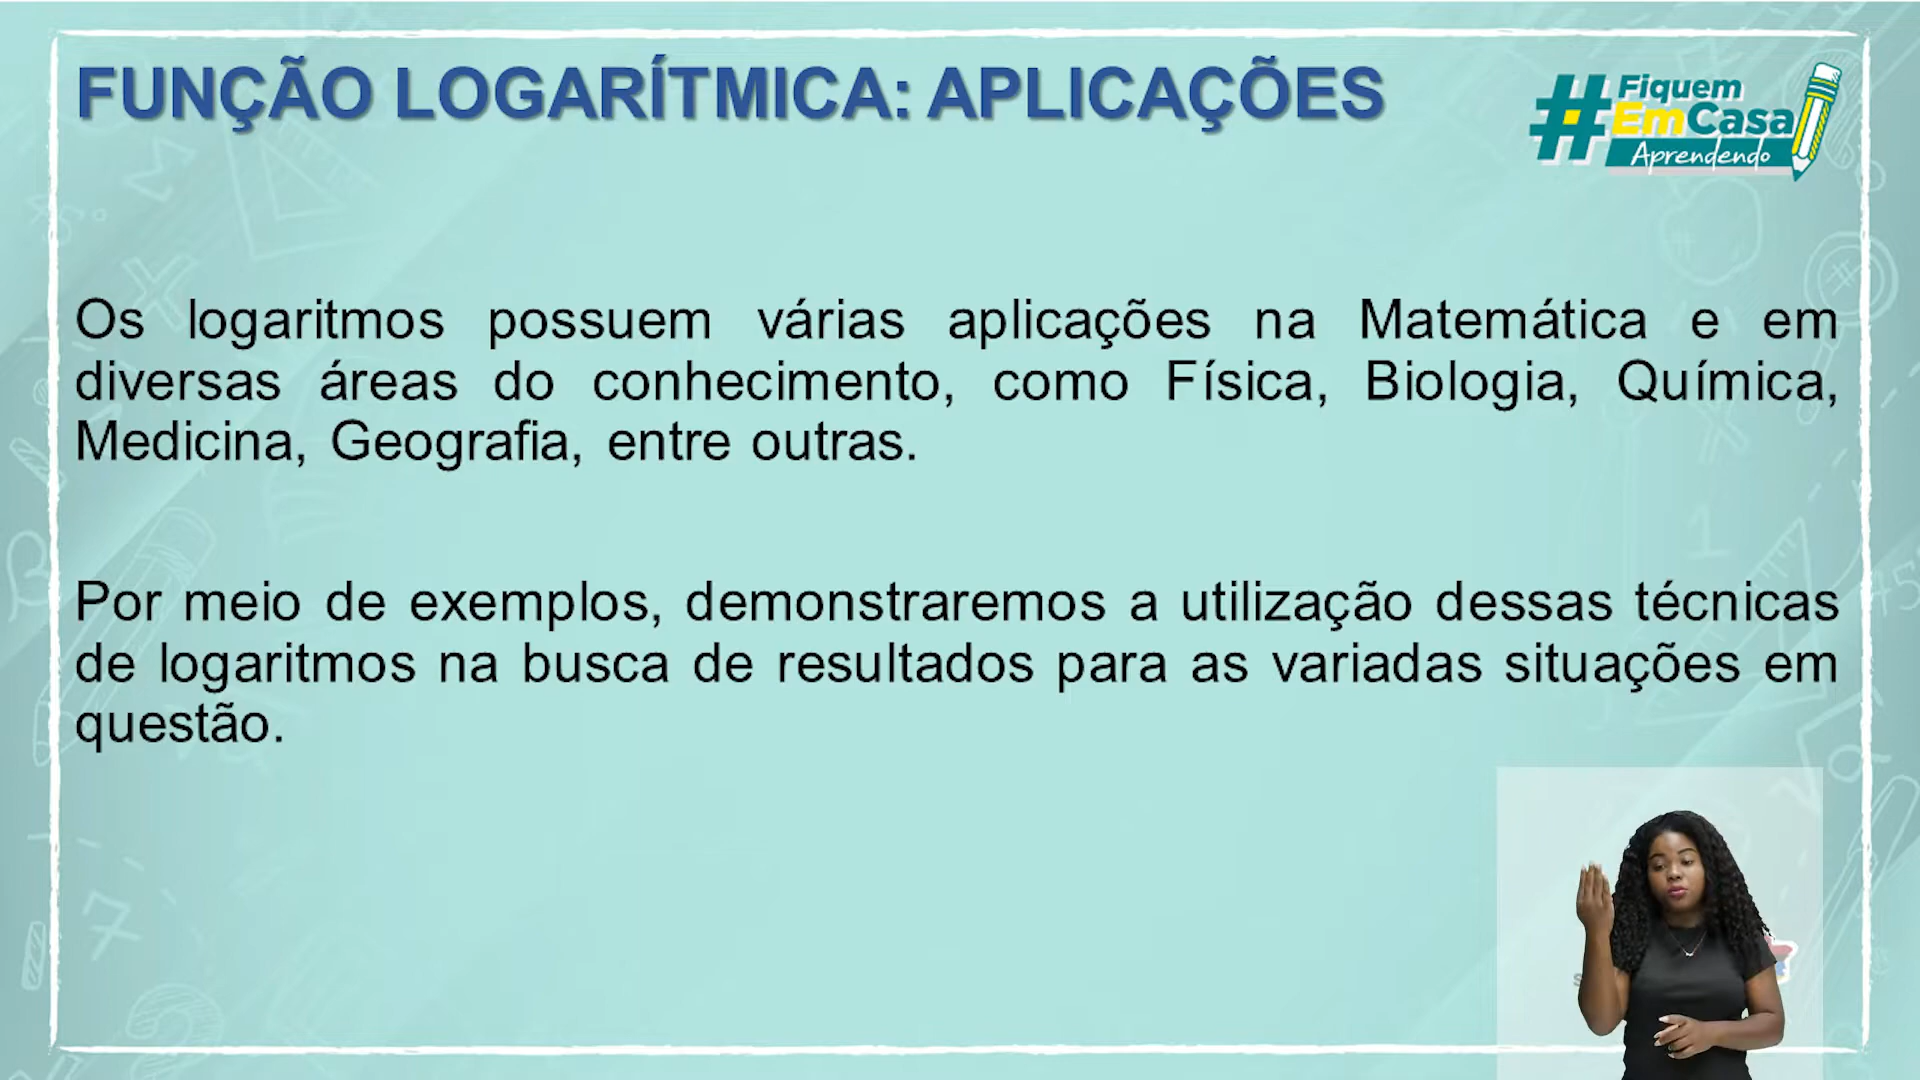 FUNÇÃO LOGARÍTMICA: APLICAÇÕES
#Fiquem
EmCasa
Aprendendo
Os logaritmos possuem várias aplicações na Matemática e em
diversas áreas do conhecimento, como Física, Biologia, Química,
Medicina, Geografia, entre outras.
Por meio de exemplos, demonstraremos a utilização dessas técnicas
de logaritmos na busca de resultados para as variadas situações em
questão.